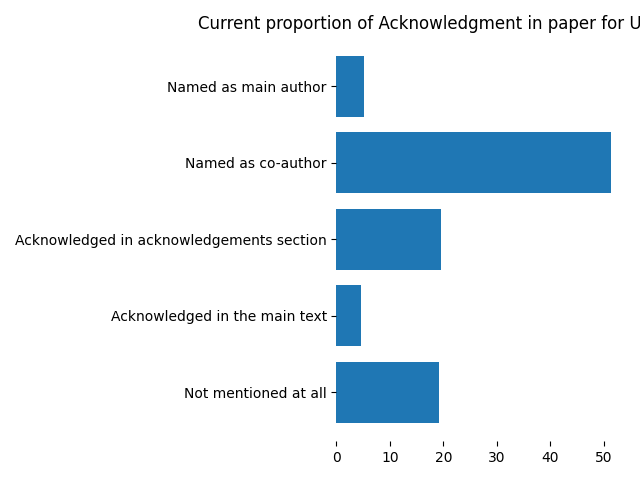 Current proportion of Acknowledgment in paper for U
Named as main author
Named as co-author
Acknowledged in acknowledgements section
Acknowledged in the main text
Not mentioned at all
0 10 20 30 40 50